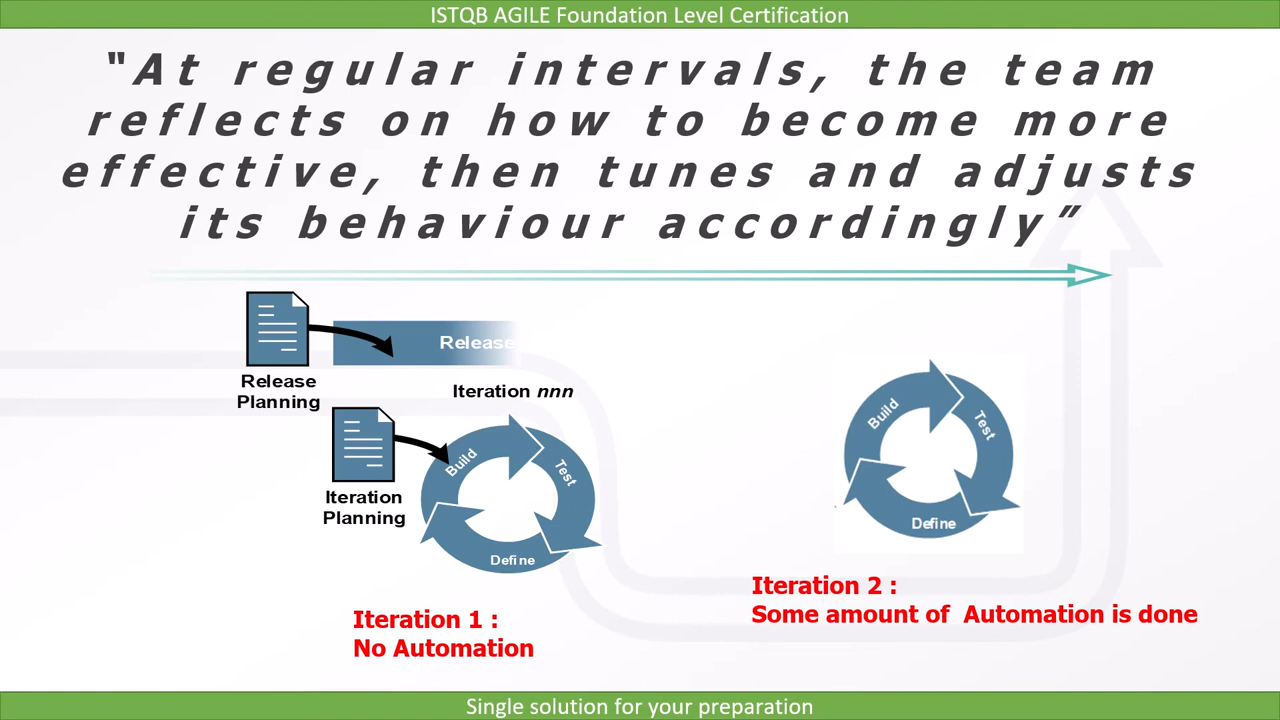 ISTQB AGILE Foundation Level Certification
"At regular intervals, the team
reflects on how to become more
effective, then tunes and adjusts
its behaviour accordingly”
Release
Release
Planning
Iteration nnn
Iteration
Planning
Build
Test
Define
Build
Test
Define
Iteration 1 :
No Automation
Iteration 2 :
Some amount of  Automation is done
Single solution for your preparation